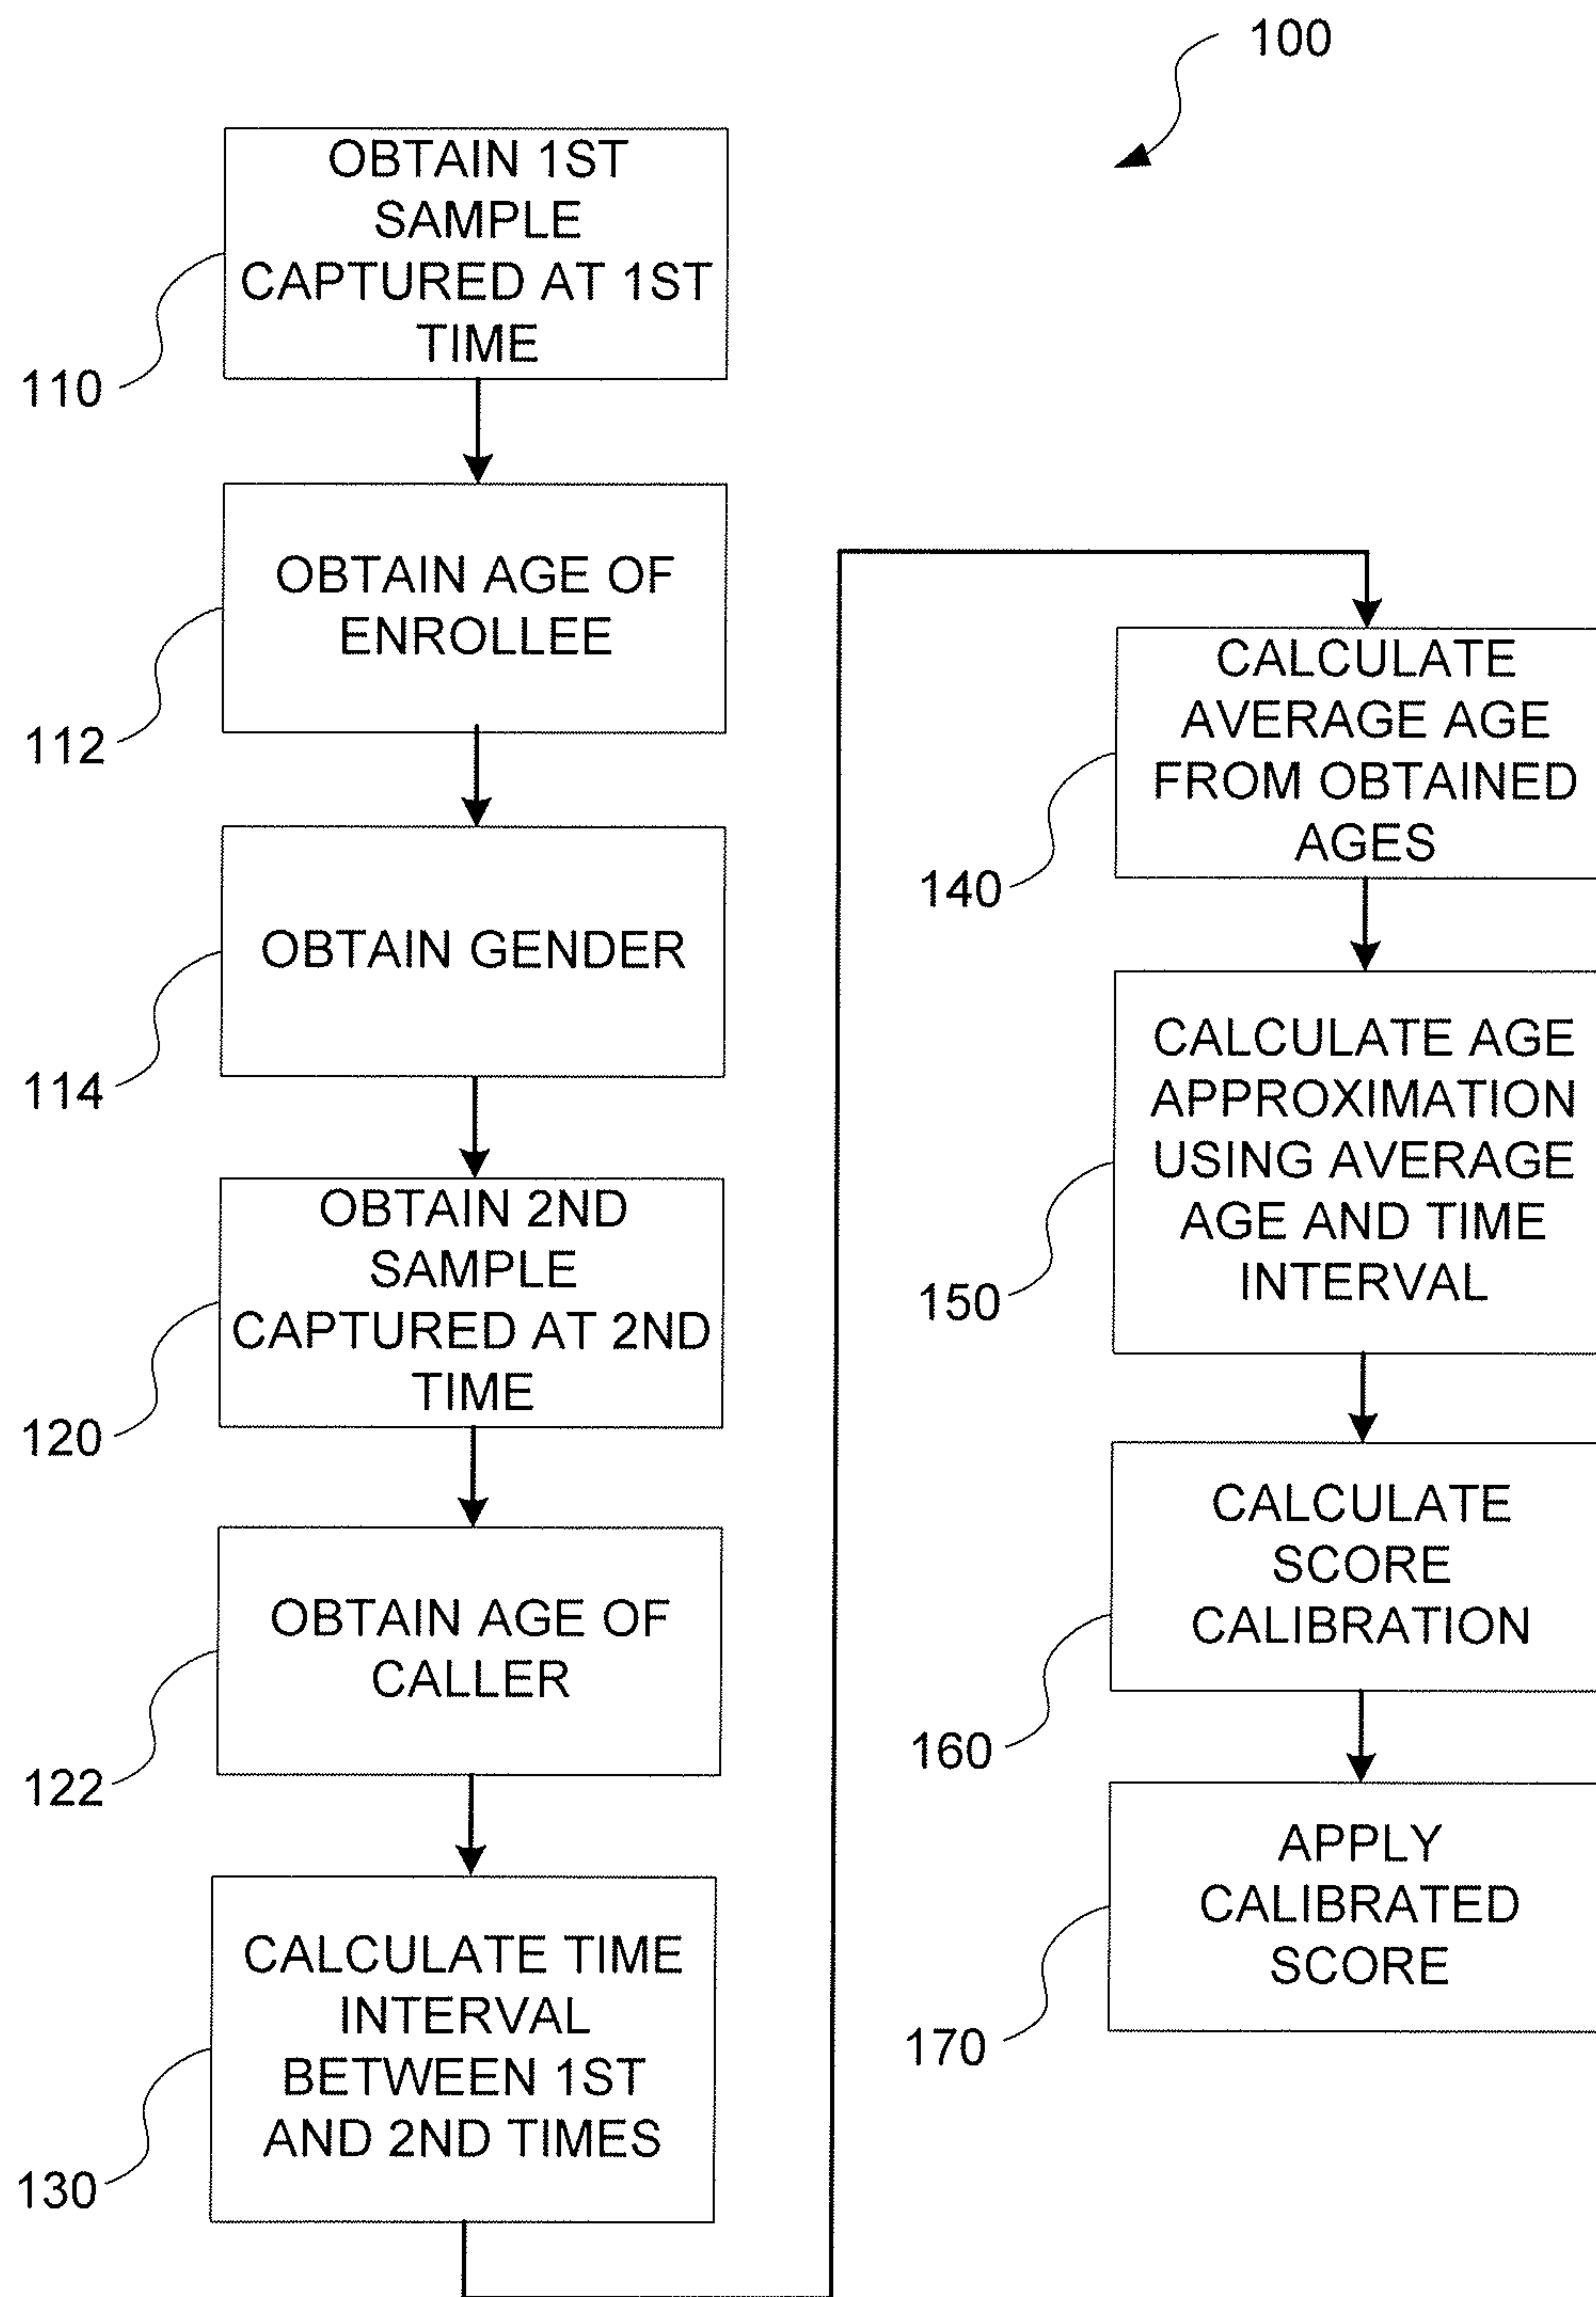 100
OBTAIN 1ST
SAMPLE
CAPTURED AT 1ST
TIME
110
OBTAIN AGE OF
ENROLLEE
112
OBTAIN GENDER
114
OBTAIN 2ND
SAMPLE
CAPTURED AT 2ND
TIME
120
OBTAIN AGE OF
CALLER
122
CALCULATE TIME
INTERVAL
BETWEEN 1ST
AND 2ND TIMES
130
CALCULATE
AVERAGE AGE
FROM OBTAINED
AGES
140
CALCULATE AGE
APPROXIMATION
USING AVERAGE
AGE AND TIME
INTERVAL
150
CALCULATE
SCORE
CALIBRATION
160
APPLY
CALIBRATED
SCORE
170